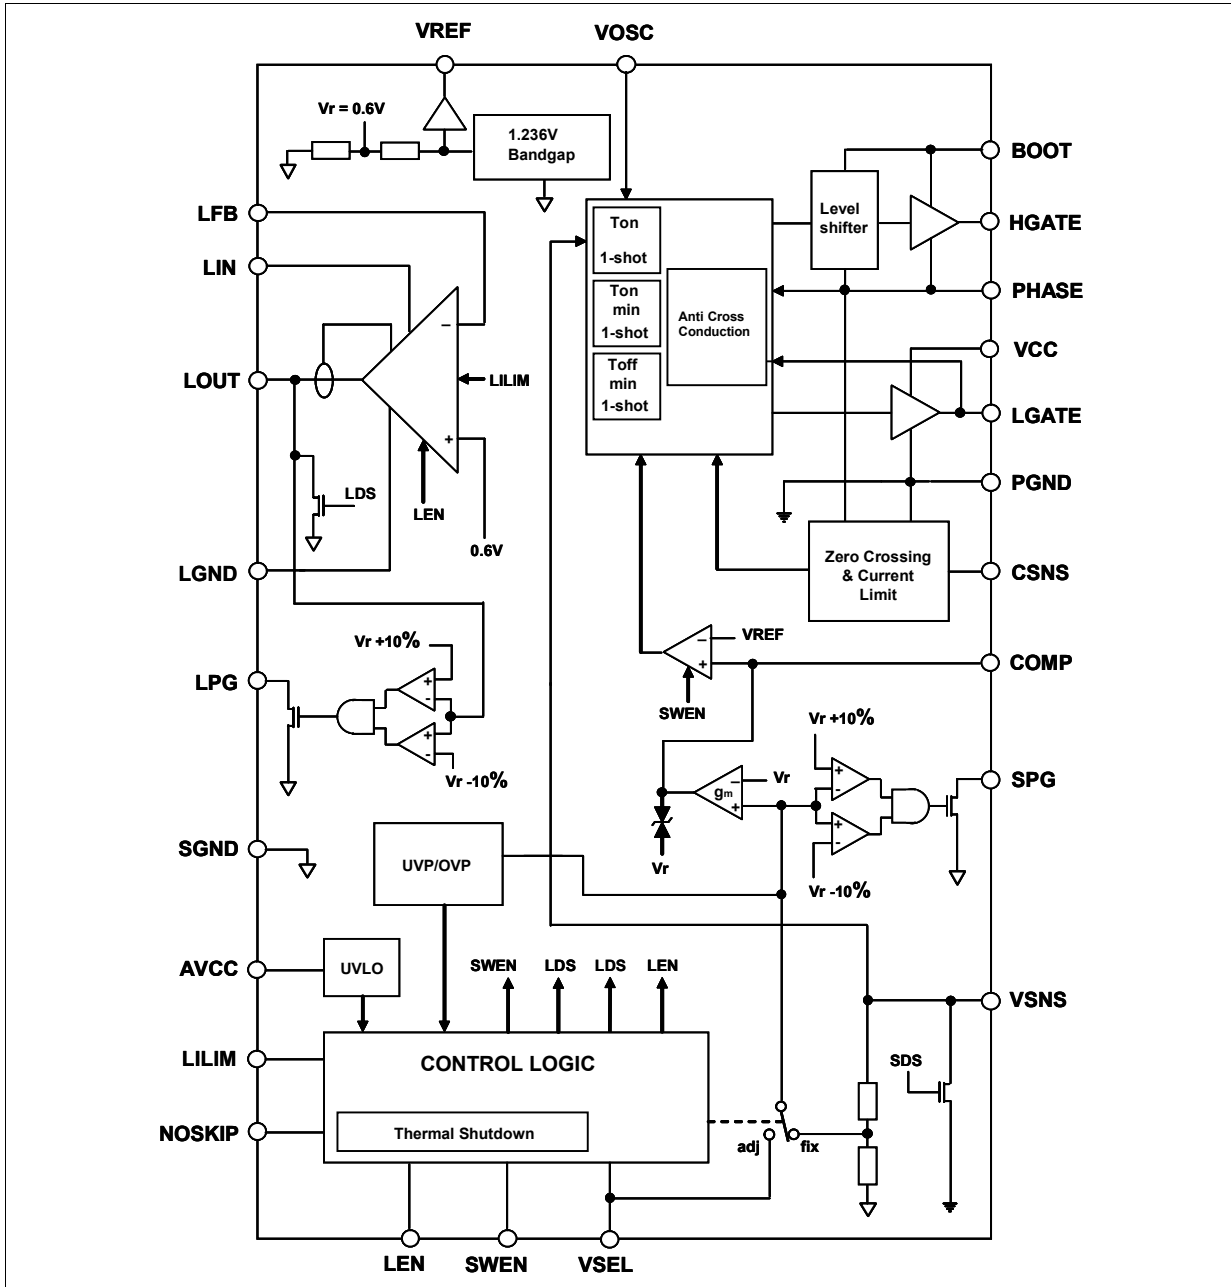 VREF
VOSC
Vr = 0.6V
1.236V
Bandgap
BOOT
LFB
Ton
1-shot
Level
shifter
HGATE
LIN
Ton
min
1-shot
Anti Cross
Conduction
PHASE
−
VCC
LOUT
LILIM
Toff
min
1-shot
LGATE
+
LDS
LEN
0.6V
PGND
LGND
Zero Crossing
& Current
Limit
CSNS
Vr +10%
−
VREF
+
COMP
LPG
+
-
SWEN
+
-
Vr -10%
Vr +10%
−
Vr
gm
+
+
-
SPG
+
-
SGND
UVP/OVP
Vr
Vr -10%
AVCC
UVLO
SWEN
LDS
LDS
LEN
VSNS
LILIM
CONTROL LOGIC
SDS
NOSKIP
Thermal Shutdown
adj
fix
LEN
SWEN
VSEL